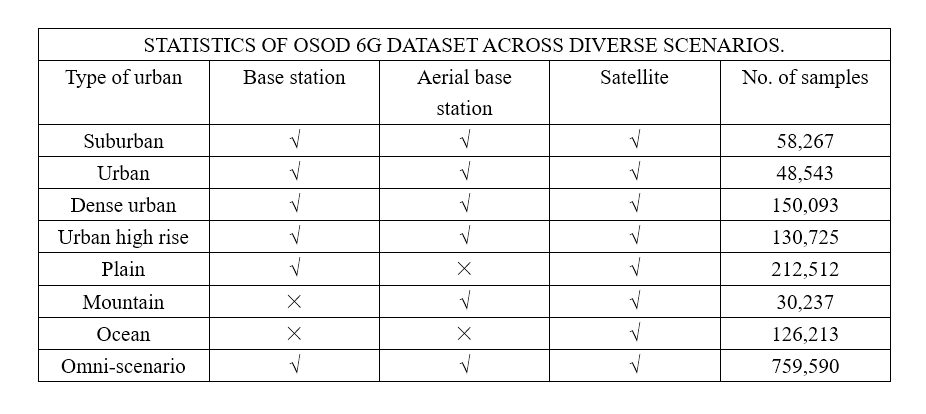 STATISTICS OF OSOD 6G DATASET ACROSS DIVERSE SCENARIOS.
Type of urban Base station Aerial base station Satellite No. of samples
Suburban √ √ √ 58,267
Urban √ √ √ 48,543
Dense urban √ √ √ 150,093
Urban high rise √ √ √ 130,725
Plain √ × √ 212,512
Mountain × √ √ 30,237
Ocean × × √ 126,213
Omni-scenario √ √ √ 759,590